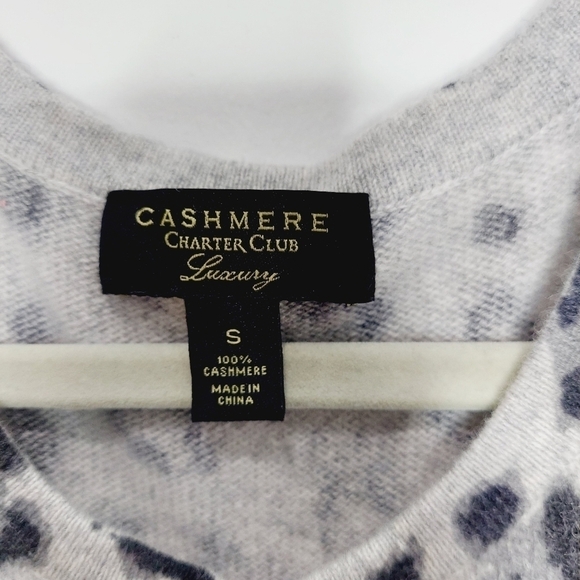 CASHMERE
CHARTER CLUB
Luxury
S
100%
CASHMERE
MADE IN
CHINA